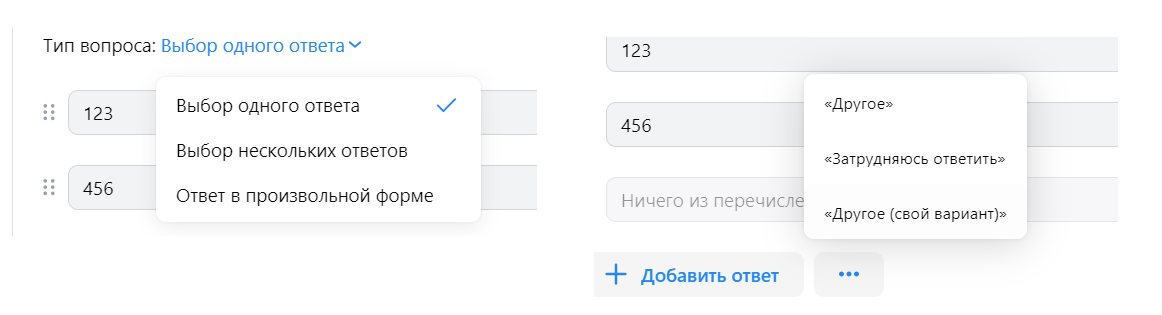 Тип вопроса: Выбор одного ответа
123
Выбор одного ответа
Выбор нескольких ответов
456
Ответ в произвольной форме
123
«Другое»
456
«Затрудняюсь ответить»
Ничего из перечисле
«Другое (свой вариант)»
Добавить ответ